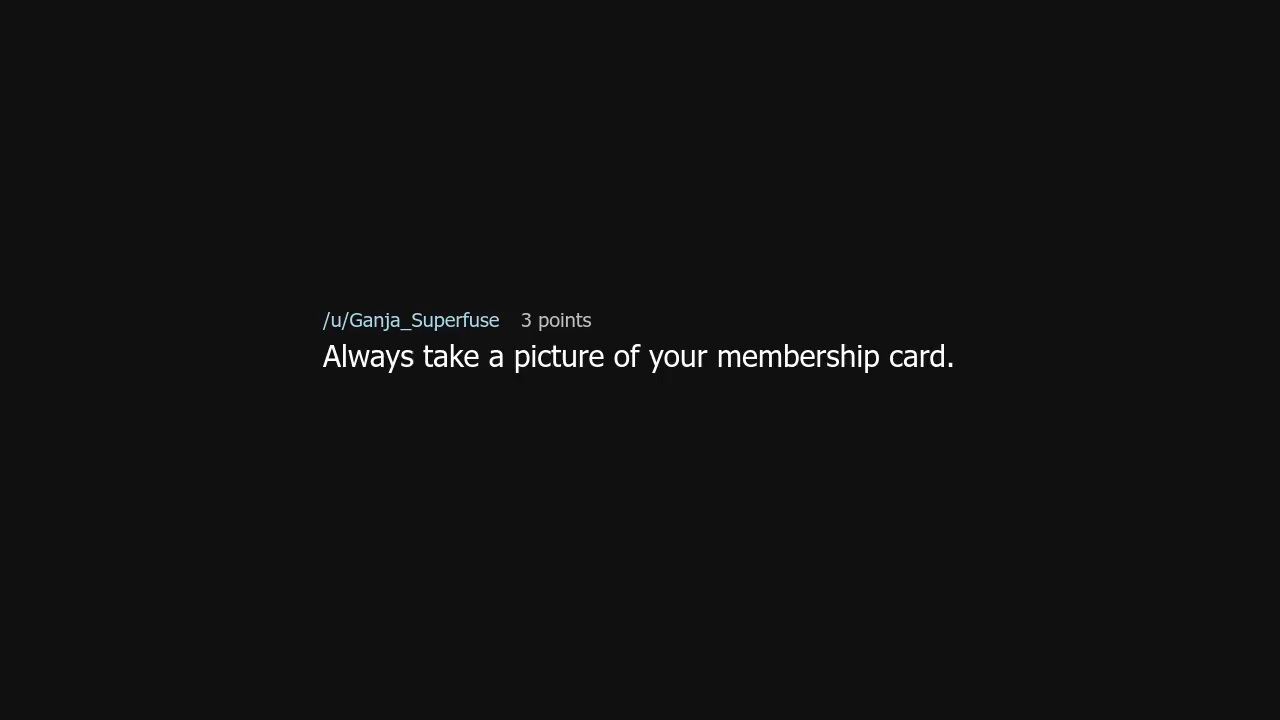 /u/Ganja_Superfuse 3 points
Always take a picture of your membership card.